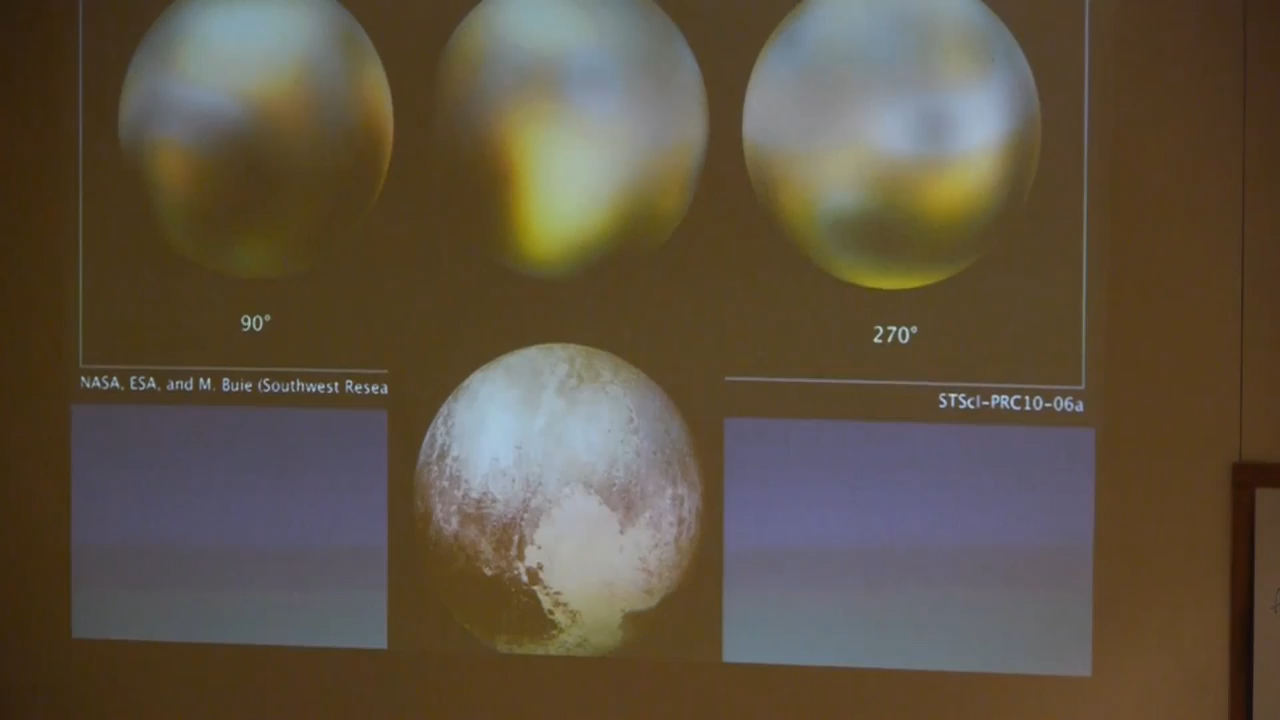 90°
270°
NASA, ESA, and M. Buie (Southwest Resea
STScI-PRC10-06a